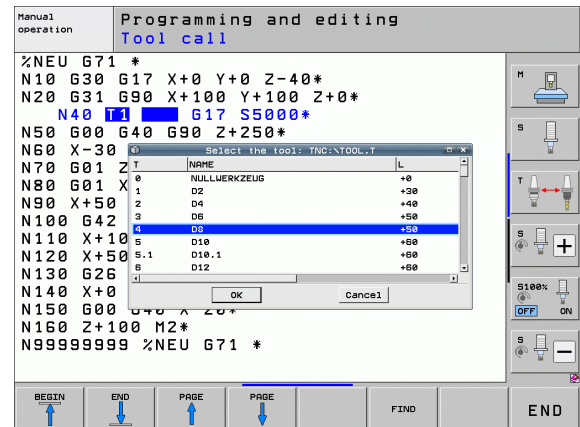 Manual
operation
Programming and editing
Tool call
%NEU G71 *
N10 G30 G17 X+0 Y+0 Z-40*
N20 G31 G90 X+100 Y+100 Z+0*
N40 T1 G17 S5000*
N50 G00 G40 G90 Z+250*
N60 X-30
N70 G01 Z
N80 G01 X
N90 X+50
N100 G42
N110 X+10
N120 X+50
N130 G26
N140 X+0
N150 G00 G40 X-20*
N160 Z+100 M2*
N99999999 %NEU G71 *
Select the tool: TNC:\TOOL.T
T NAME L
0 NULLWERKZEUG +0
1 D2 +30
2 D4 +40
3 D6 +50
4 D8 +50
5 D10 +60
5.1 D10.1 +60
6 D12 +60
OK Cancel
M
S
T
S
S100%
OFF ON
S
BEGIN END PAGE PAGE FIND END